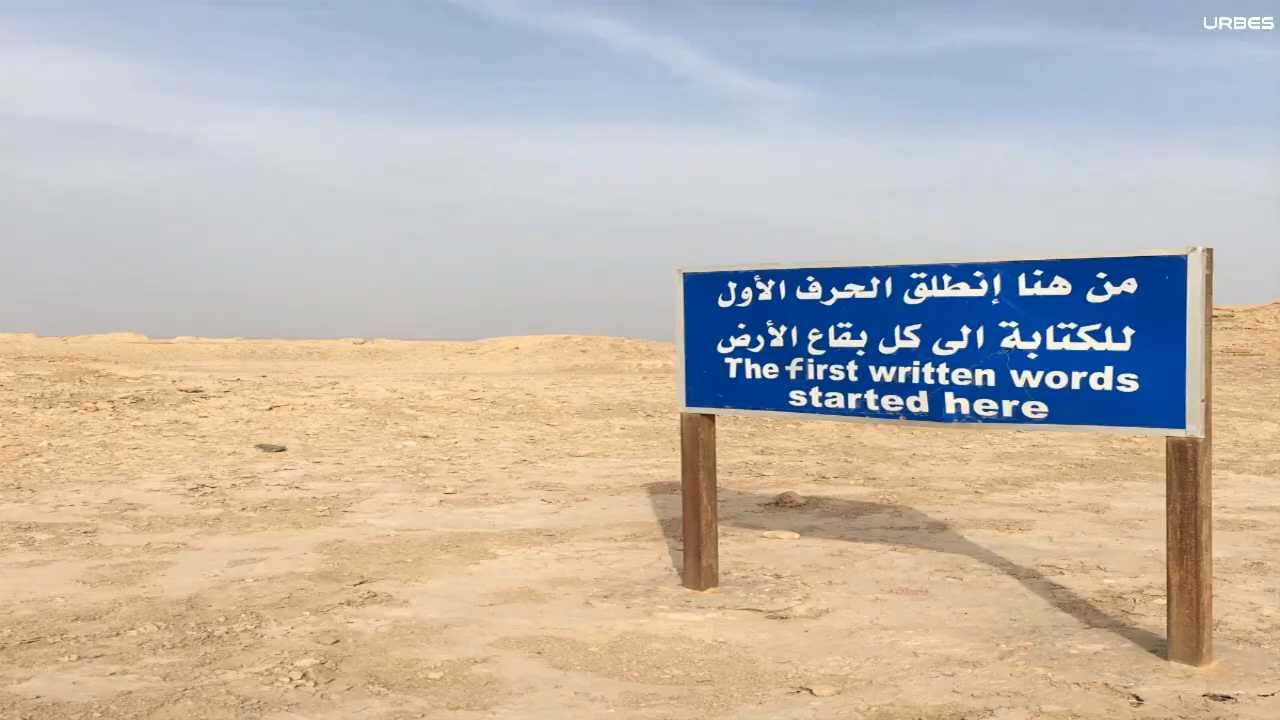 URBES
من هنا إنطلق الحرف الأول
للكتابة الى كل بقاع الأرض
The first written words
started here